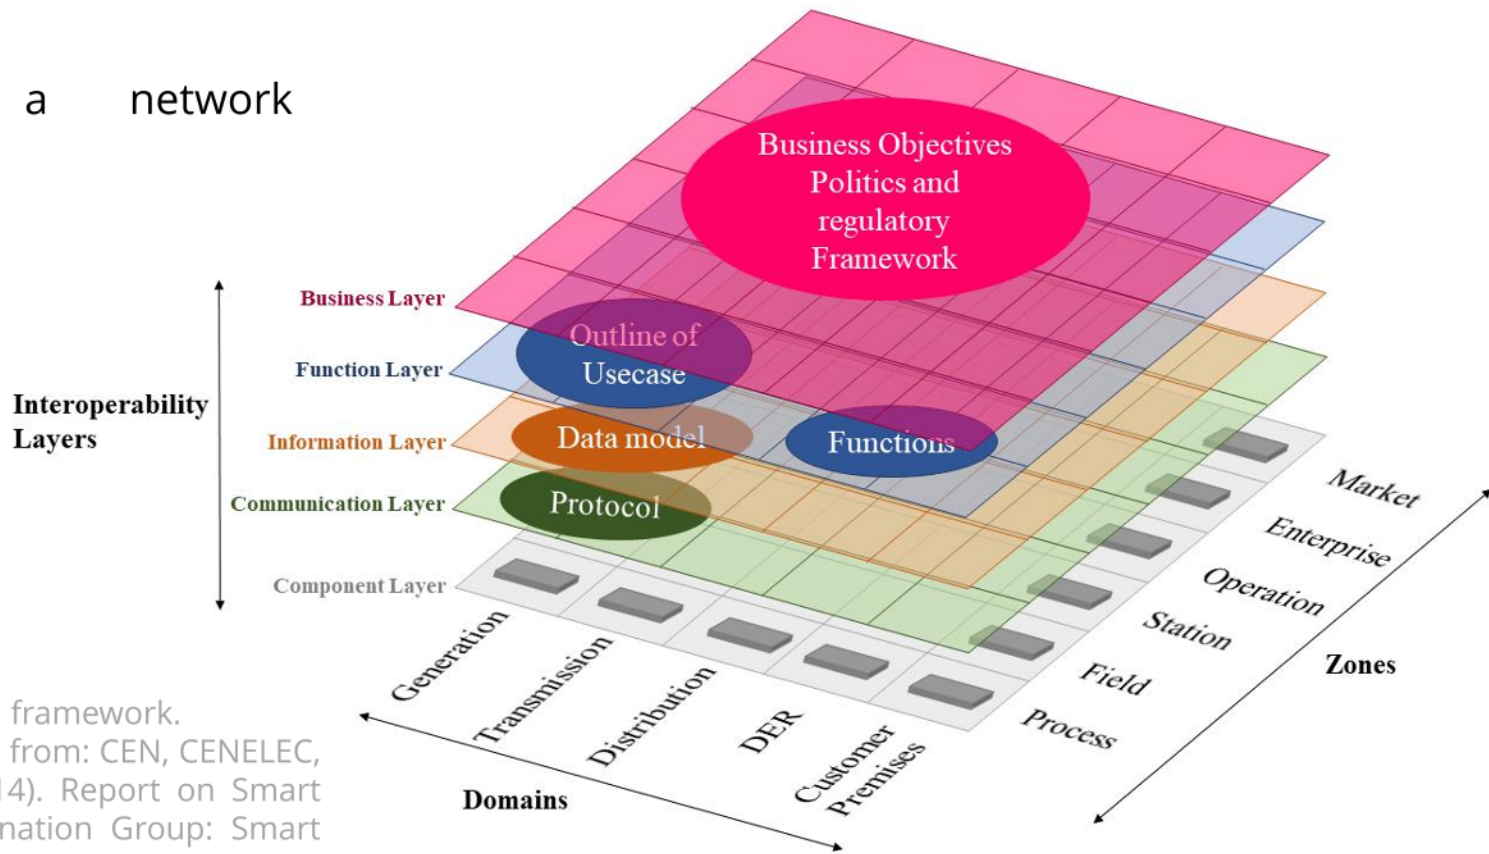 a network
Business Objectives
Politics and
regulatory
Framework
Business Layer
Outline of
Usecase
Function Layer
Interoperability
Layers
Information Layer
Data model
Functions
Communication Layer
Protocol
Component Layer
Market
Enterprise
Operation
Station
Field
Process
Zones
Generation
Transmission
Distribution
DER
Customer
Premises
Domains
framework.
from: CEN, CENELEC,
14). Report on Smart
nation Group: Smart